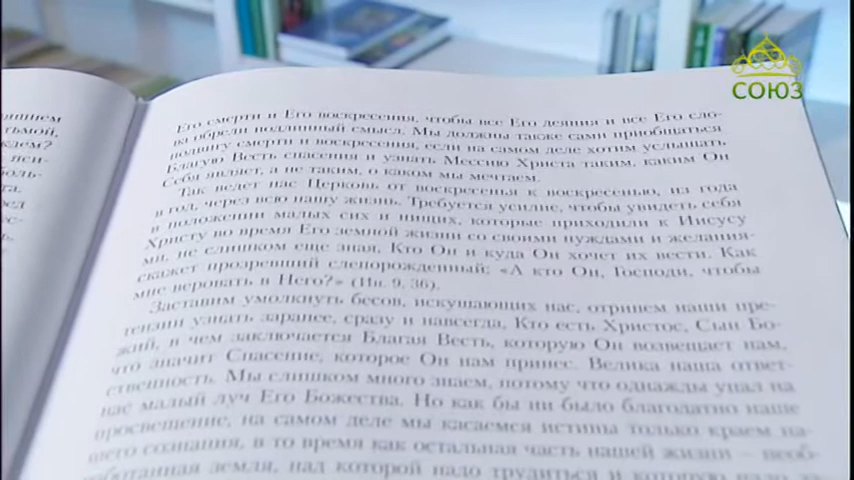 СОЮЗ
тьмой,
ждем?
Его смерти и Его воскресения, чтобы все Его деяния и все Его сло-
ва обрели подлинный смысл. Мы должны также сами приобщаться
подвигу смерти и воскресения, если на самом деле хотим услышать
Благую Весть спасения и узнать Мессию Христа таким, каким Он
Себя являет, а не таким, о каком мы мечтаем.
Так ведет нас Церковь от воскресенья к воскресенью, из года
в год, через всю нашу жизнь. Требуется усилие, чтобы увидеть себя
в положении малых сих и нищих, которые приходили к Иисусу
Христу во время Его земной жизни со своими нуждами и желания-
ми, не слишком еще зная, Кто Он и куда Он хочет их вести. Как
скажет прозревший слепорожденный: «А кто Он, Господи, чтобы
мне веровать в Него?» (Ин. 9, 36).
Заставим умолкнуть бесов, искушающих нас, отринем наши пре-
тензии узнать заранее, сразу и навсегда, Кто есть Христос, Сын Бо-
жий, в чем заключается Благая Весть, которую Он возвещает нам,
что значит Спасение, которое Он нам принес. Велика наша ответ-
ственность. Мы слишком много знаем, потому что однажды упал на
нас малый луч Его Божества. Но как бы ни было благодатно наше
просвещение, на самом деле мы касаемся истины только краем на-
шего сознания, в то время как остальная часть нашей жизни – необ-
работанная земля, над которой надо трудиться и которую надо